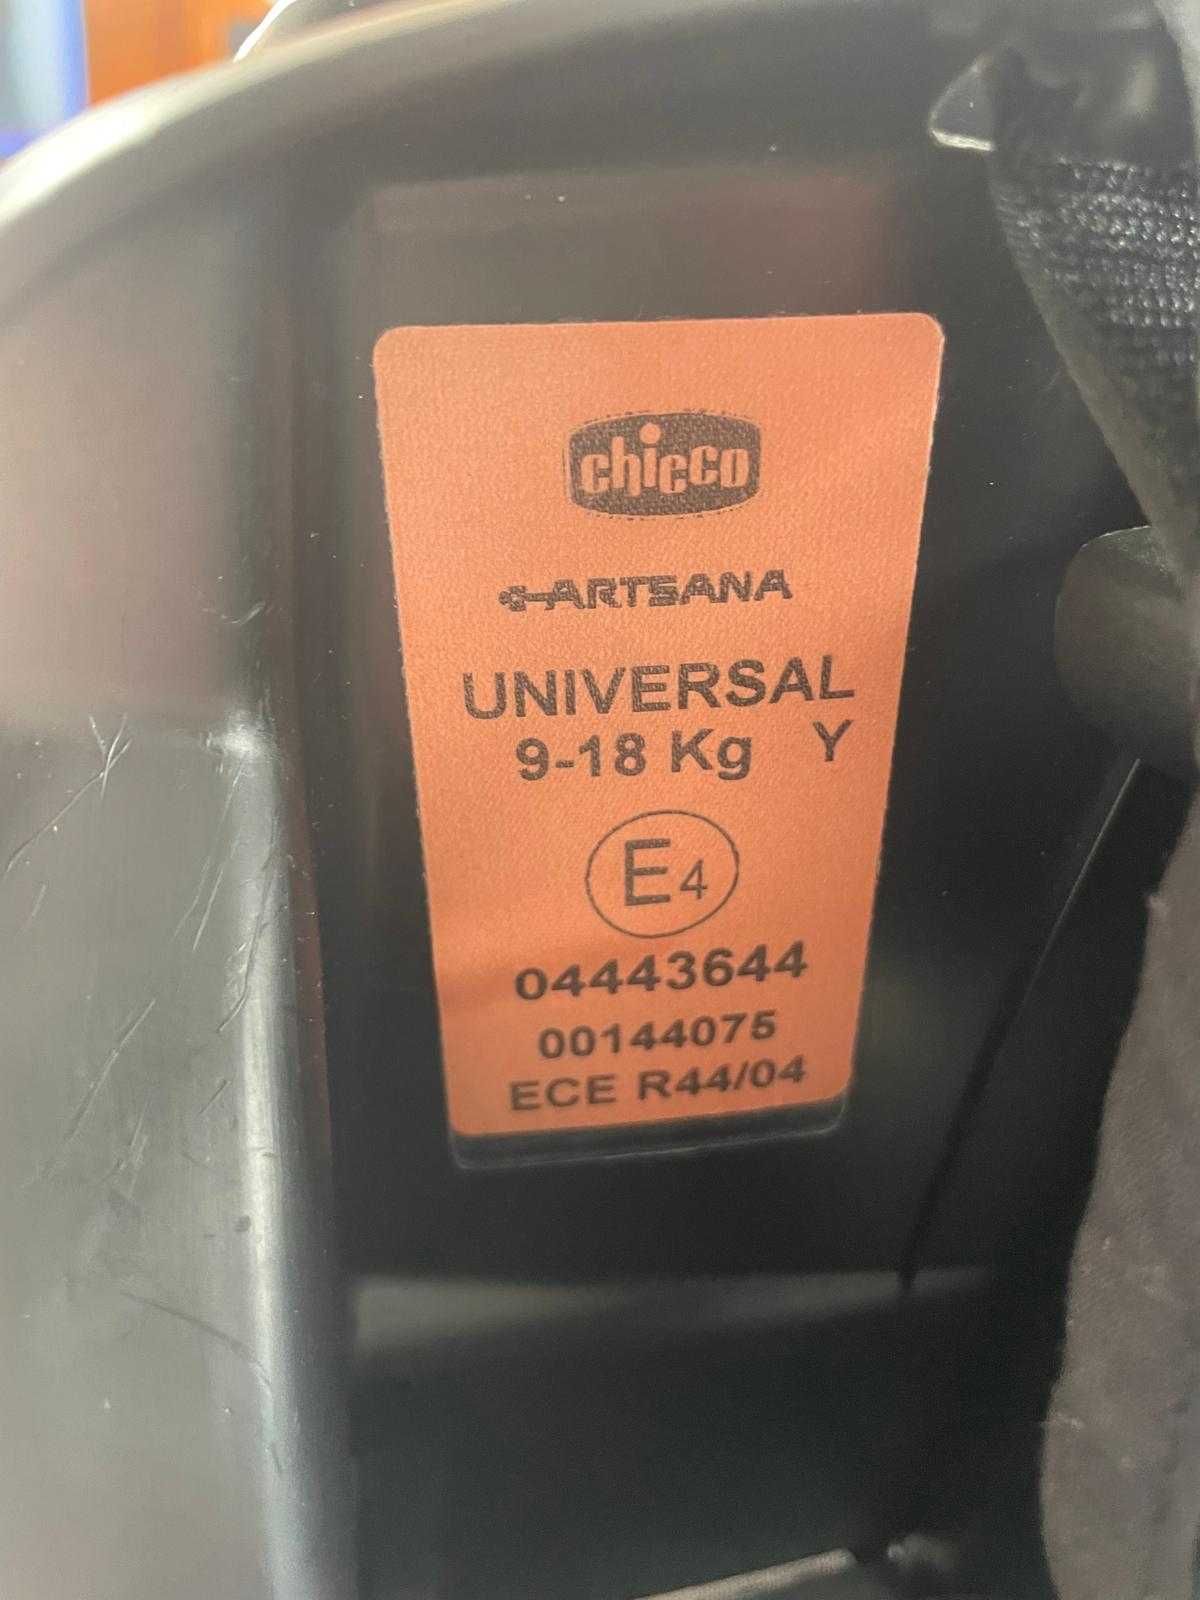 chicco
ARTSANA
UNIVERSAL
9-18 Kg Y
E4
04443644
00144075
ECE R44/04